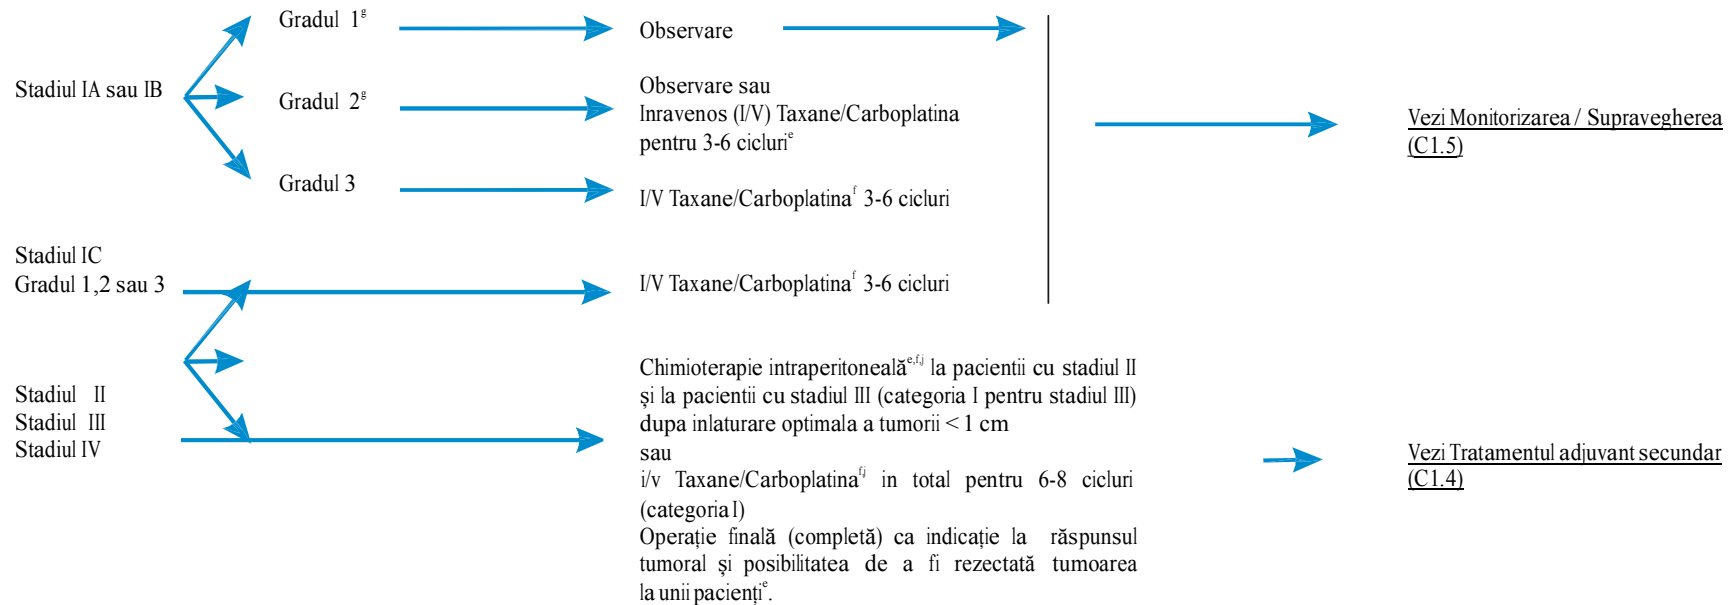 Gradul 1g
Observare
Stadiul IA sau IB
Gradul 2g
Observare sau
Inravenos (I/V) Taxane/Carboplatina
pentru 3-6 cicluri e
Gradul 3
I/V Taxane/Carboplatina f 3-6 cicluri
Vezi Monitorizarea / Supravegherea
(C1.5)
Stadiul IC
Gradul 1,2 sau 3
I/V Taxane/Carboplatina f 3-6 cicluri
Stadiul II
Stadiul III
Stadiul IV
Chimioterapie intraperitoneală e,f,j la pacientii cu stadiul II
și la pacientii cu stadiul III (categoria I pentru stadiul III)
dupa inlaturare optimala a tumorii < 1 cm
sau
i/v Taxane/Carboplatina f,j in total pentru 6-8 cicluri
(categoria I)
Operație finală (completă) ca indicație la răspunsul
tumoral și posibilitatea de a fi rezectată tumoarea
la unii pacienți e.
Vezi Tratamentul adjuvant secundar
(C1.4)